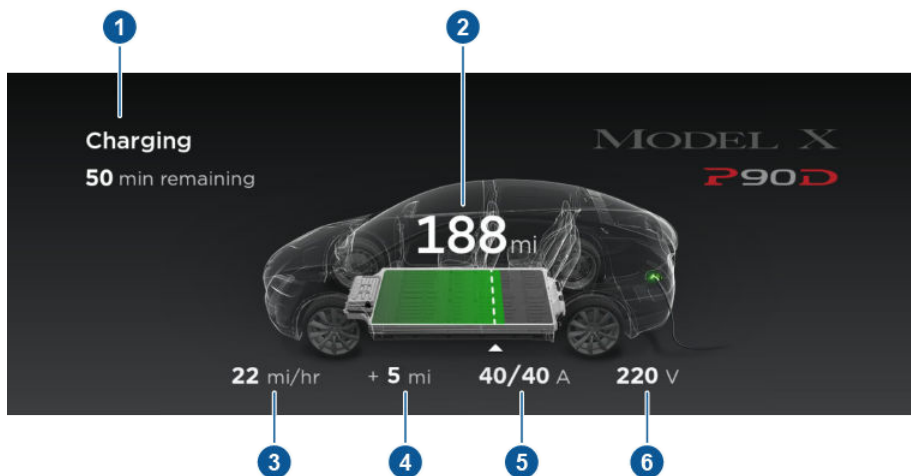 1
2
Charging
50 min remaining
MODEL X
P90D
188 mi
22 mi/hr
+ 5 mi
40/40 A
220 V
3
4
5
6